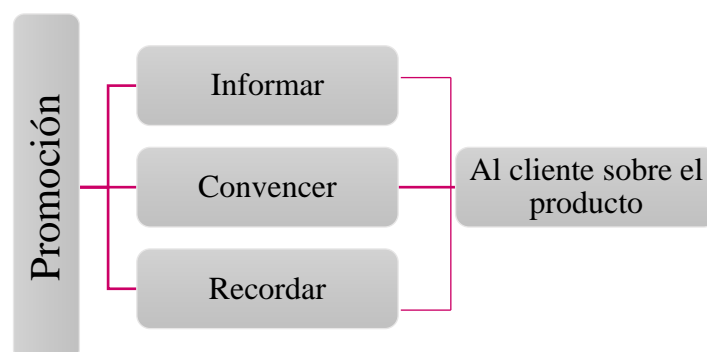 Promoción
Informar
Convencer
Recordar
Al cliente sobre el
producto